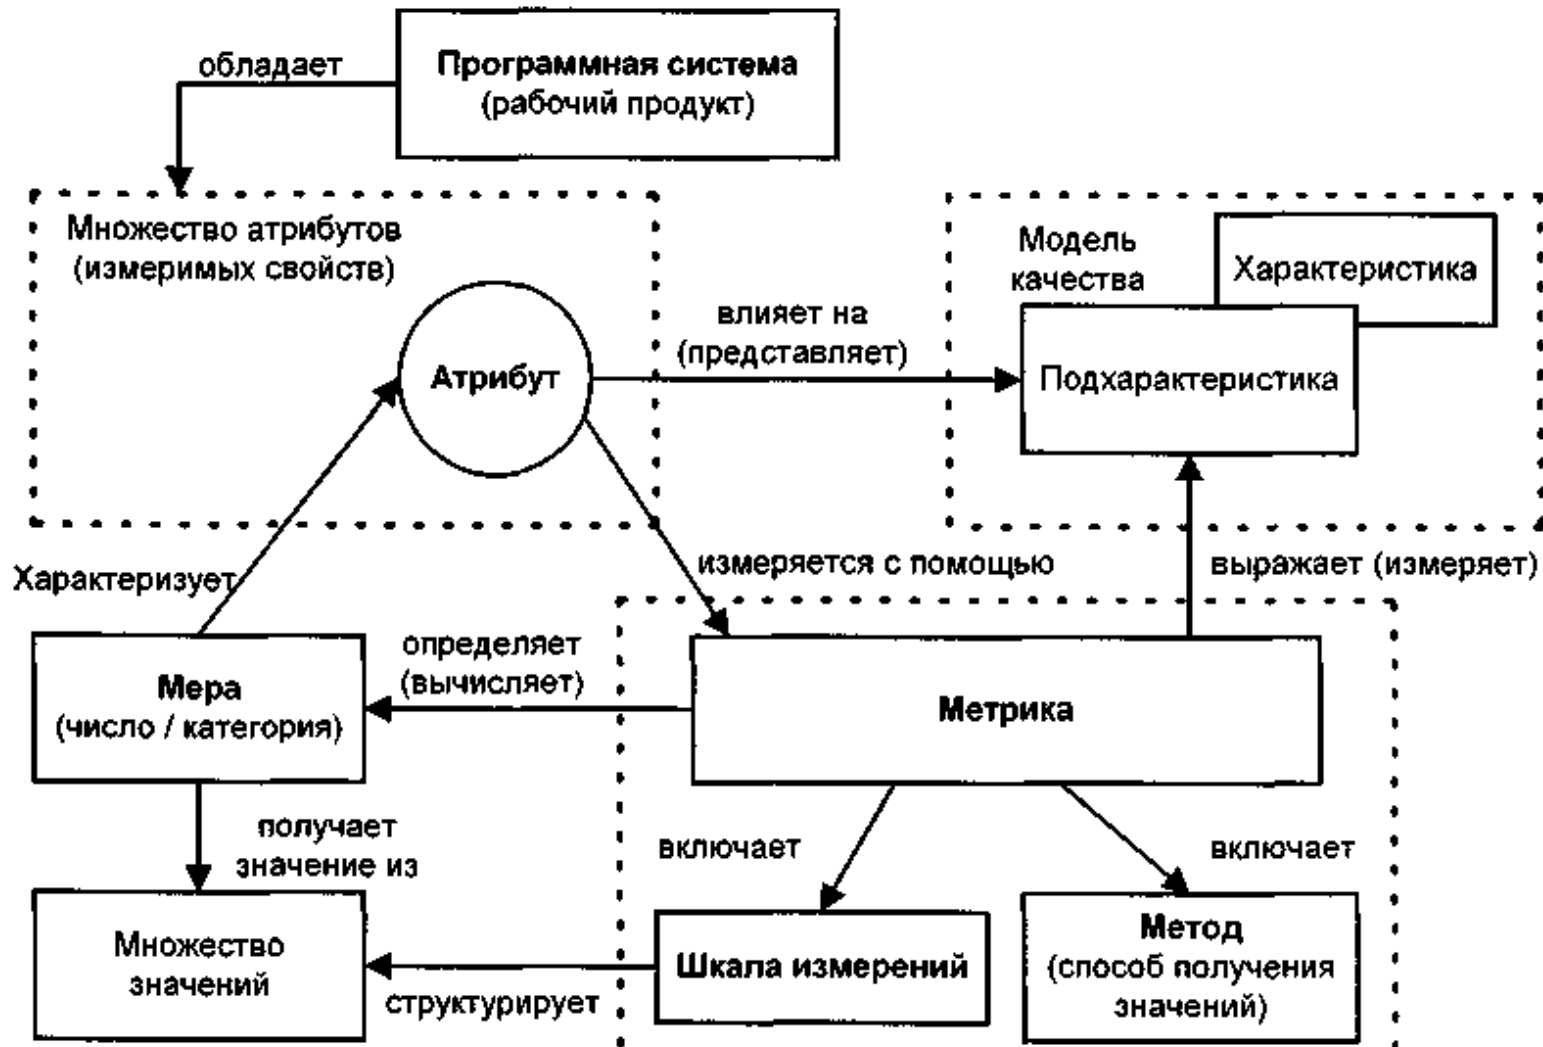 обладает
Программная система
(рабочий продукт)
Множество атрибутов
(измеримых свойств)
Модель
качества
Характеристика
влияет на
(представляет)
Атрибут
Подхарактеристика
Характеризует
измеряется с помощью
выражает (измеряет)
определяет
(вычисляет)
Мера
(число / категория)
Метрика
получает
значение из
включает
включает
Множество
значений
структурирует
Шкала измерений
Метод
(способ получения
значений)